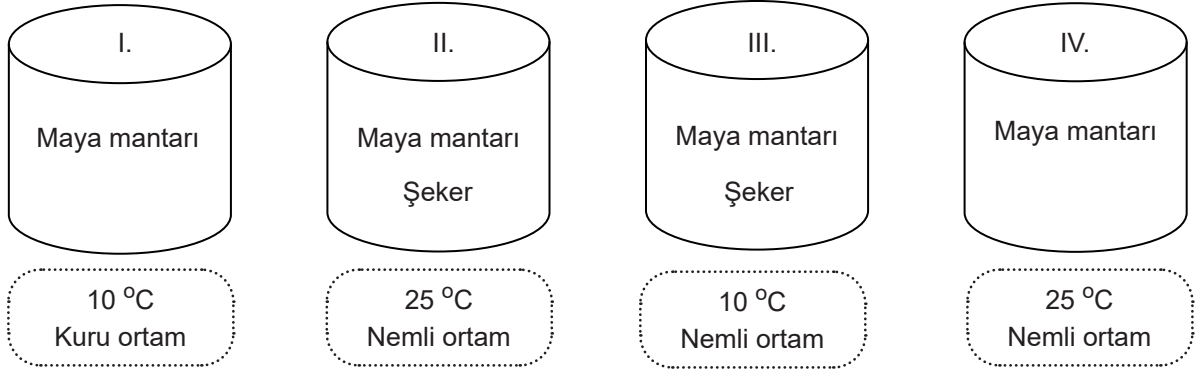 I.
Maya mantarı
10 °C
Kuru ortam
II.
Maya mantarı
Şeker
25 °C
Nemli ortam
III.
Maya mantarı
Şeker
10 °C
Nemli ortam
IV.
Maya mantarı
25 °C
Nemli ortam